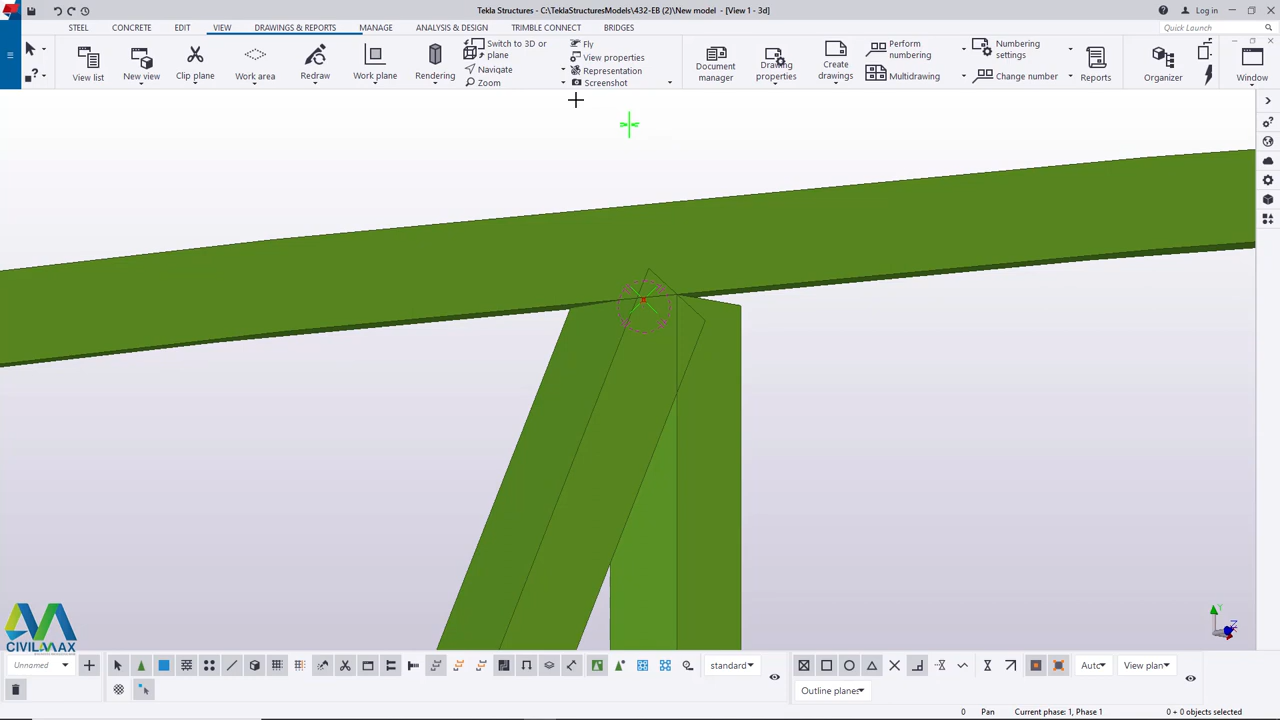 Tekla Structures - C:\TeklaStructuresModels\432-EB (2)\New model - [View 1 - 3d]
Log in
STEEL
CONCRETE
EDIT
VIEW
DRAWINGS & REPORTS
MANAGE
ANALYSIS & DESIGN
TRIMBLE CONNECT
BRIDGES
Quick Launch
View list
New view
Clip plane
Work area
Redraw
Work plane
Rendering
Switch to 3D or
plane
Navigate
Zoom
Fly
View properties
Representation
Screenshot
Document
manager
Drawing
properties
Create
drawings
Perform
numbering
Multidrawing
Numbering
settings
Change number
Reports
Organizer
Window
Y
Z
CIVILMAX
Unnamed
standard
Auto
View plan
Outline planes
0
Pan
Current phase: 1, Phase 1
0 + 0 objects selected